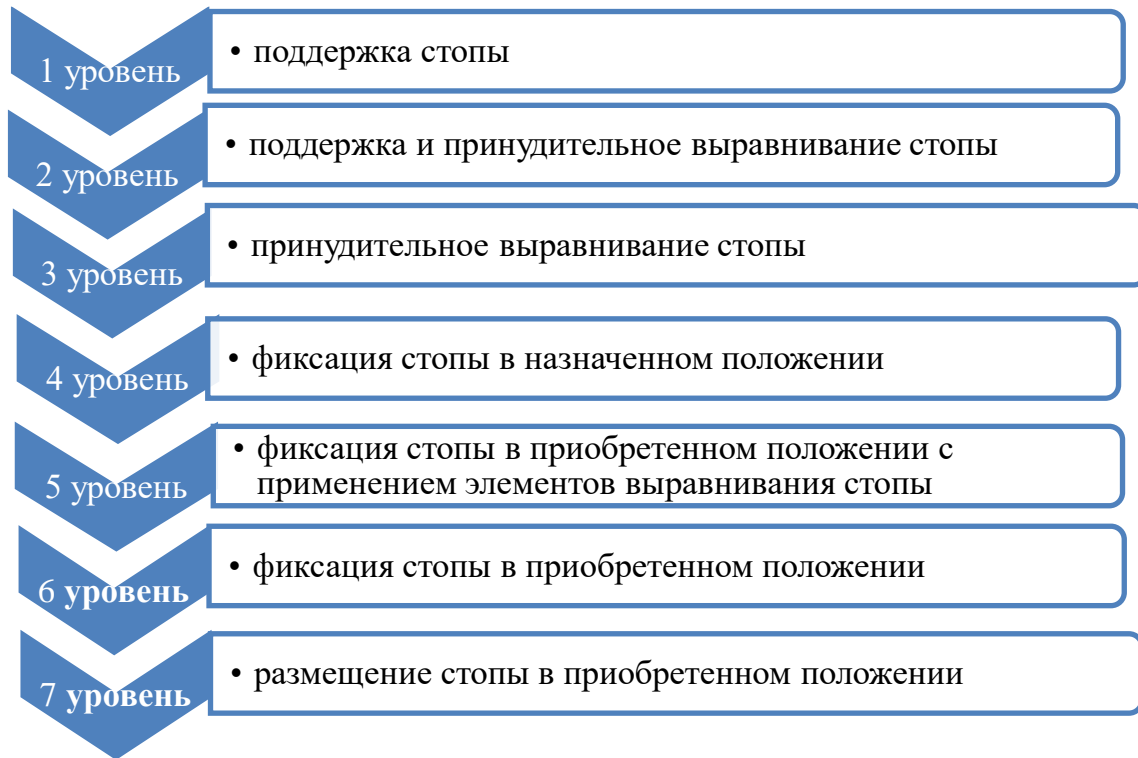 1 уровень
• поддержка стопы
2 уровень
• поддержка и принудительное выравнивание стопы
3 уровень
• принудительное выравнивание стопы
4 уровень
• фиксация стопы в назначенном положении
5 уровень
• фиксация стопы в приобретенном положении с
применением элементов выравнивания стопы
6 уровень
• фиксация стопы в приобретенном положении
7 уровень
• размещение стопы в приобретенном положении